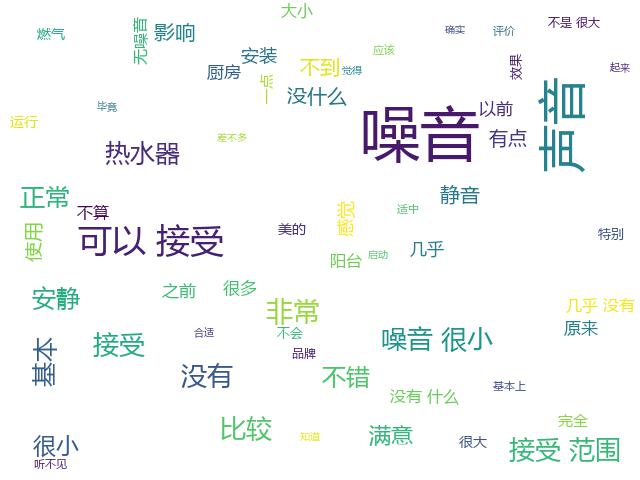 大小
燃气
无噪音
影响
确实
评价
不是 很大
应该
安装
厨房
不到
觉得
效果
起来
一点
没什么
毕竟
噪音
以前
有点
声音
运行
热水器
差不多
正常
不算
静音
使用
可以 接受
美的
感觉
适中
特别
阳台
启动
几乎
安静
之前
很多
非常
几乎 没有
原来
接受
合适
不会
噪音 很小
基本
没有
品牌
不错
基本上
没有 什么
比较
知道
满意
很大
完全
很小
听不见
接受 范围